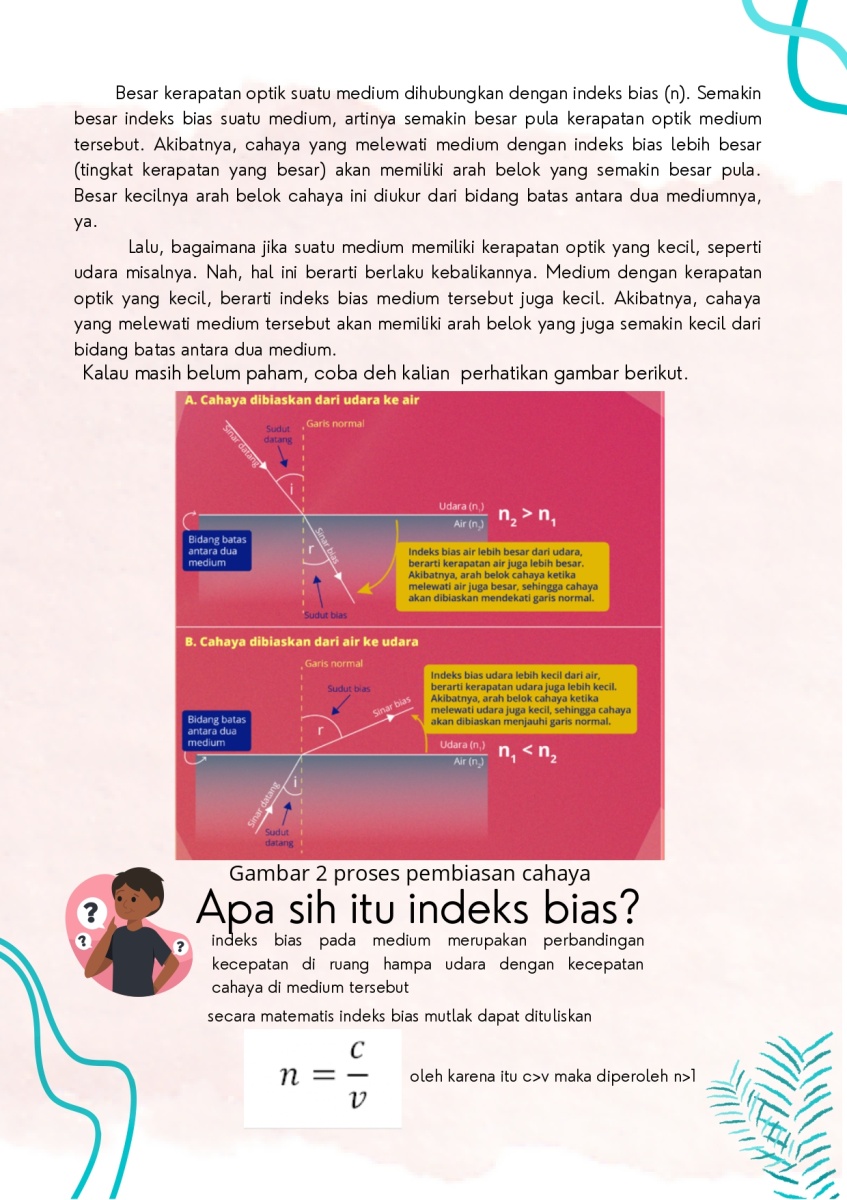 Besar kerapatan optik suatu medium dihubungkan dengan indeks bias (n). Semakin
besar indeks bias suatu medium, artinya semakin besar pula kerapatan optik medium
tersebut. Akibatnya, cahaya yang melewati medium dengan indeks bias lebih besar
(tingkat kerapatan yang besar) akan memiliki arah belok yang semakin besar pula.
Besar kecilnya arah belok cahaya ini diukur dari bidang batas antara dua mediumnya,
ya.
Lalu, bagaimana jika suatu medium memiliki kerapatan optik yang kecil, seperti
udara misalnya. Nah, hal ini berarti berlaku kebalikannya. Medium dengan kerapatan
optik yang kecil, berarti indeks bias medium tersebut juga kecil. Akibatnya, cahaya
yang melewati medium tersebut akan memiliki arah belok yang juga semakin kecil dari
bidang batas antara dua medium.
Kalau masih belum paham, coba deh kalian perhatikan gambar berikut.
A. Cahaya dibiaskan dari udara ke air
Sinar datang
Sudut
datang
Garis normal
i
Udara (n₁)
Air (n₂)
n₂ > n₁
Bidang batas
antara dua
medium
r
Sinar bias
Sudut bias
Indeks bias air lebih besar dari udara,
berarti kerapatan air juga lebih besar.
Akibatnya, arah belok cahaya ketika
melewati air juga besar, sehingga cahaya
akan dibiaskan mendekati garis normal.
B. Cahaya dibiaskan dari air ke udara
Garis normal
Sudut bias
Sinar bias
r
Indeks bias udara lebih kecil dari air,
berarti kerapatan udara juga lebih kecil.
Akibatnya, arah belok cahaya ketika
melewati udara juga kecil, sehingga cahaya
akan dibiaskan menjauhi garis normal.
Bidang batas
antara dua
medium
Udara (n₁)
Air (n₂)
n₁ < n₂
Sinar datang
i
Sudut
datang
Gambar 2 proses pembiasan cahaya
Apa sih itu indeks bias?
? ? ?
indeks bias pada medium merupakan perbandingan
kecepatan di ruang hampa udara dengan kecepatan
cahaya di medium tersebut
secara matematis indeks bias mutlak dapat dituliskan
n = c/v
oleh karena itu c>v maka diperoleh n>1